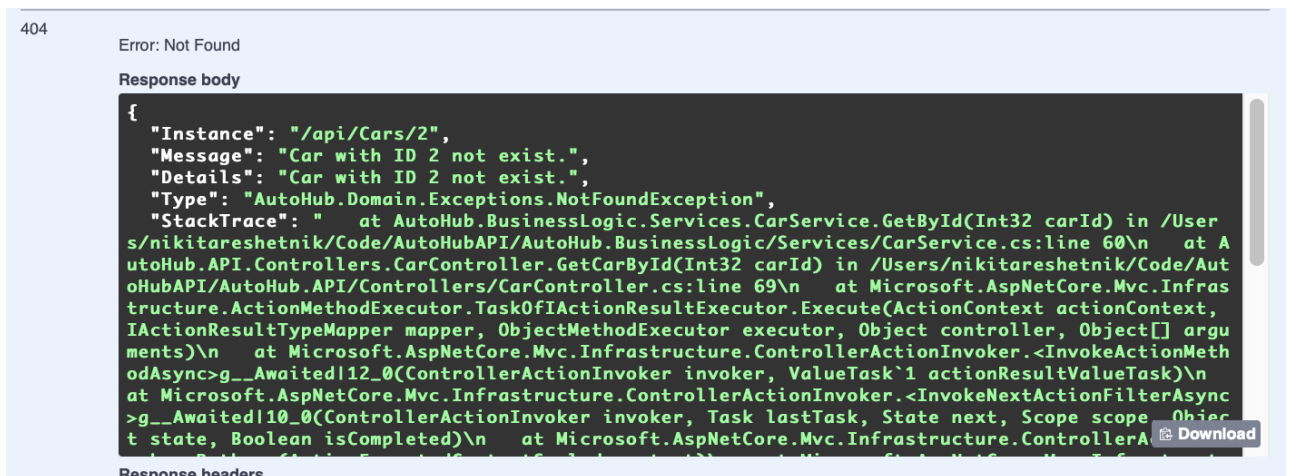 404
Error: Not Found
Response body
{
  "Instance": "/api/Cars/2",
  "Message": "Car with ID 2 not exist.",
  "Details": "Car with ID 2 not exist.",
  "Type": "AutoHub.Domain.Exceptions.NotFoundException",
  "StackTrace": "   at AutoHub.BusinessLogic.Services.CarService.GetById(Int32 carId) in /User
s/nikitareshetnik/Code/AutoHubAPI/AutoHub.BusinessLogic/Services/CarService.cs:line 60\n   at A
utoHub.API.Controllers.CarController.GetCarById(Int32 carId) in /Users/nikitareshetnik/Code/Aut
oHubAPI/AutoHub.API/Controllers/CarController.cs:line 69\n   at Microsoft.AspNetCore.Mvc.Infras
tructure.ActionMethodExecutor.TaskOfIActionResultExecutor.Execute(ActionContext actionContext,
IActionResultTypeMapper mapper, ObjectMethodExecutor executor, Object controller, Object[] argu
ments)\n   at Microsoft.AspNetCore.Mvc.Infrastructure.ControllerActionInvoker.<InvokeActionMeth
odAsync>g__Awaited|12_0(ControllerActionInvoker invoker, ValueTask`1 actionResultValueTask)\n
at Microsoft.AspNetCore.Mvc.Infrastructure.ControllerActionInvoker.<InvokeNextActionFilterAsync
>g__Awaited|10_0(ControllerActionInvoker invoker, Task lastTask, State next, Scope scope, Objec
t state, Boolean isCompleted)\n   at Microsoft.AspNetCore.Mvc.Infrastructure.ControllerA
Download
Response headers